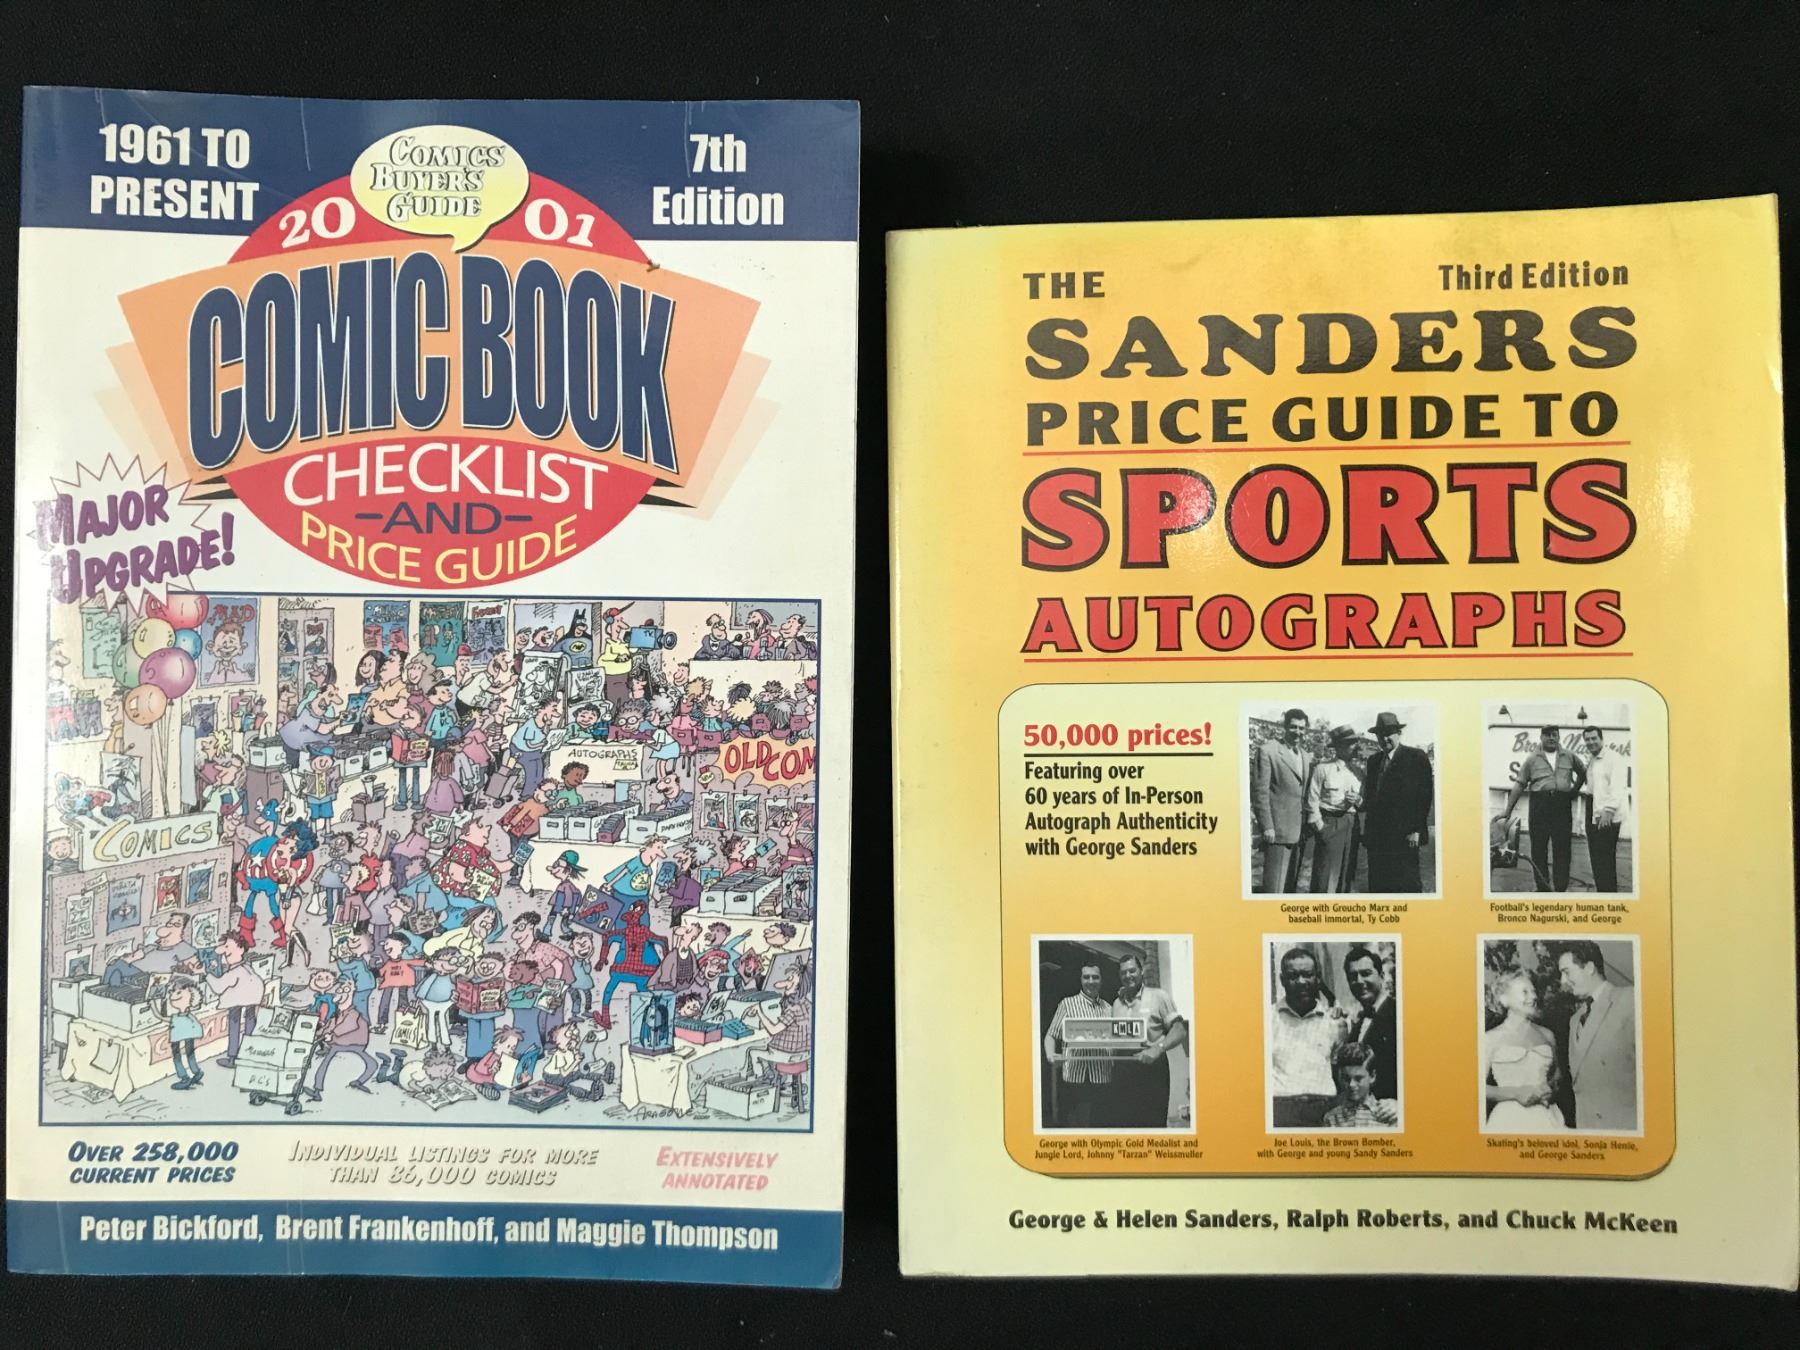 1961 TO
PRESENT
COMICS
BUYER'S
GUIDE
7th
Edition
2001
COMIC BOOK
CHECKLIST
-AND-
PRICE GUIDE
MAJOR
UPGRADE!
MAD
TV
AUTOGRAPHS
OLD COM
COMICS
A-C
DC'S
ARAGONES
OVER 258,000
CURRENT PRICES
INDIVIDUAL LISTINGS FOR MORE
THAN 86,000 COMICS
EXTENSIVELY
ANNOTATED
Peter Bickford, Brent Frankenhoff, and Maggie Thompson
THE
Third Edition
SANDERS
PRICE GUIDE TO
SPORTS
AUTOGRAPHS
50,000 prices!
Featuring over
60 years of In-Person
Autograph Authenticity
with George Sanders
George with Groucho Marx and
baseball immortal, Ty Cobb
Football's legendary human tank,
Bronco Nagurski, and George
KMLA
George with Olympic Gold Medalist and
Jungle Lord, Johnny "Tarzan" Weissmuller
Joe Louis, the Brown Bomber,
with George and young Sandy Sanders
Skating's beloved idol, Sonja Henie,
and George Sanders
George & Helen Sanders, Ralph Roberts, and Chuck McKeen